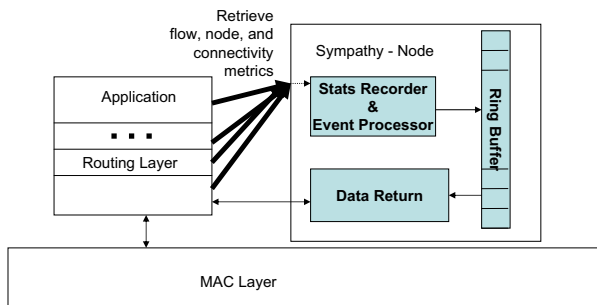 Retrieve
flow, node, and
connectivity
metrics
Sympathy - Node
Application
Stats Recorder
&
Event Processor
Ring Buffer
. . .
Routing Layer
Data Return
MAC Layer